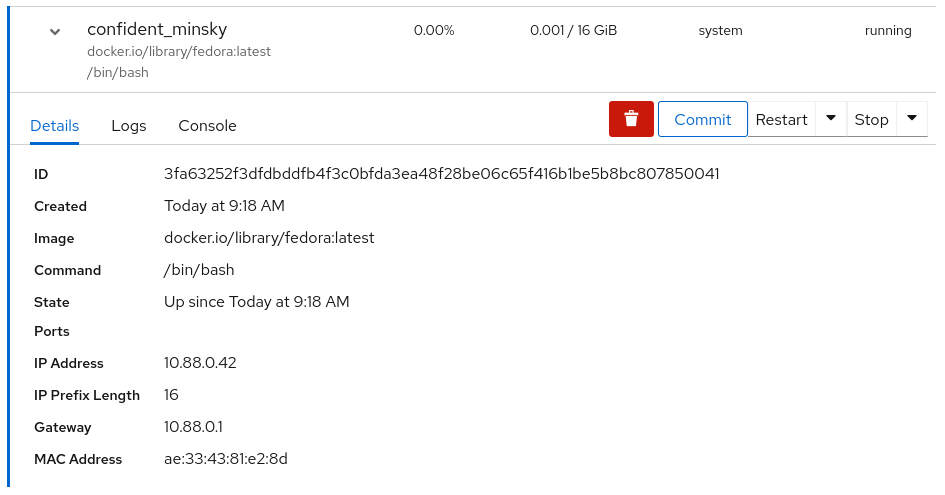 confident_minsky 0.00% 0.001 / 16 GiB system running
docker.io/library/fedora:latest
/bin/bash
Details Logs Console Commit Restart Stop
ID 3fa63252f3dfdbddfb4f3c0bfda3ea48f28be06c65f416b1be5b8bc807850041
Created Today at 9:18 AM
Image docker.io/library/fedora:latest
Command /bin/bash
State Up since Today at 9:18 AM
Ports
IP Address 10.88.0.42
IP Prefix Length 16
Gateway 10.88.0.1
MAC Address ae:33:43:81:e2:8d